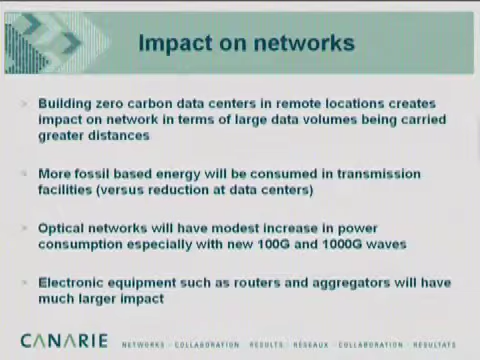 Impact on networks
Building zero carbon data centers in remote locations creates
impact on network in terms of large data volumes being carried
greater distances
More fossil based energy will be consumed in transmission
facilities (versus reduction at data centers)
Optical networks will have modest increase in power
consumption especially with new 100G and 1000G waves
Electronic equipment such as routers and aggregators will have
much larger impact
CANARIE NETWORKS · COLLABORATION · RESULTS · RÉSEAUX · COLLABORATION · RÉSULTATS